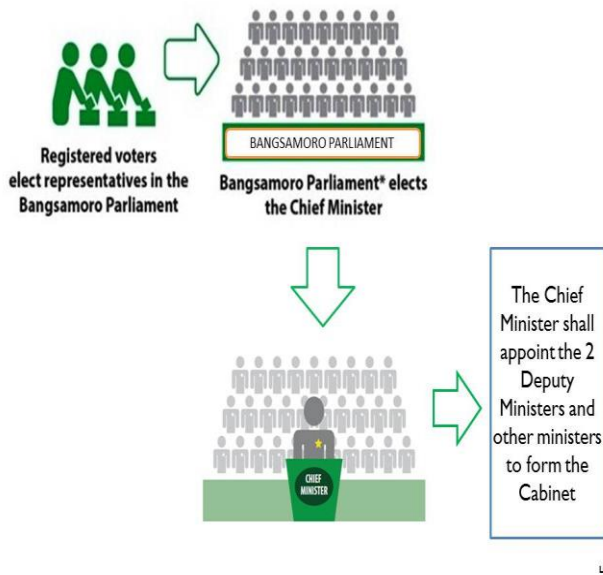 Registered voters
elect representatives in the
Bangsamoro Parliament
BANGSAMORO PARLIAMENT
Bangsamoro Parliament* elects
the Chief Minister
CHIEF
MINISTER
The Chief
Minister shall
appoint the 2
Deputy
Ministers and
other ministers
to form the
Cabinet